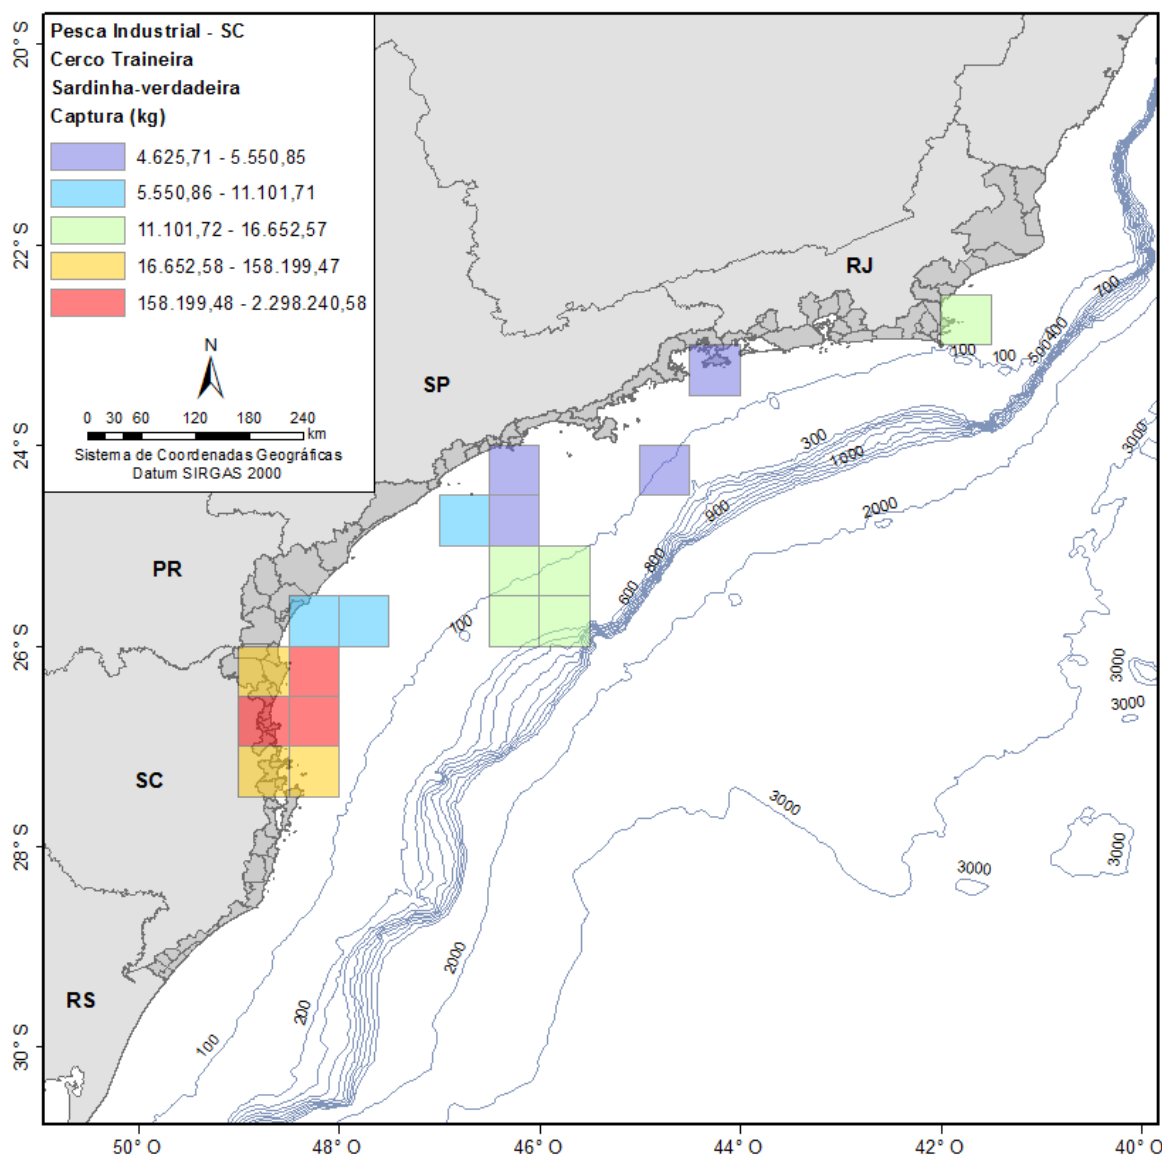 Pesca Industrial - SC
Cerco Traineira
Sardinha-verdadeira
Captura (kg)
4.625,71 - 5.550,85
5.550,86 - 11.101,71
11.101,72 - 16.652,57
16.652,58 - 158.199,47
158.199,48 - 2.298.240,58
N
0 30 60 120 180 240
km
Sistema de Coordenadas Geográficas
Datum SIRGAS 2000
20° S
22° S
24° S
26° S
28° S
30° S
RJ
SP
PR
SC
RS
700
400
500
100
100
300
1000
900
800
600
2000
3000
100
3000
3000
3000
3000
3000
2000
200
100
50° O
48° O
46° O
44° O
42° O
40° O